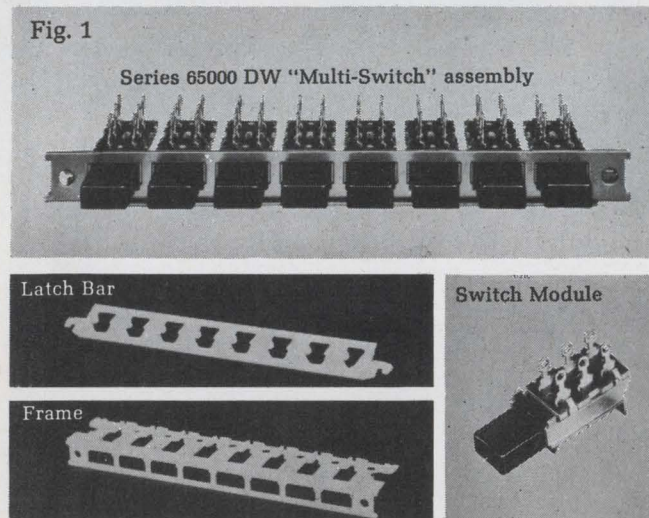 Fig. 1
Series 65000 DW "Multi-Switch" assembly
Latch Bar
Switch Module
Frame